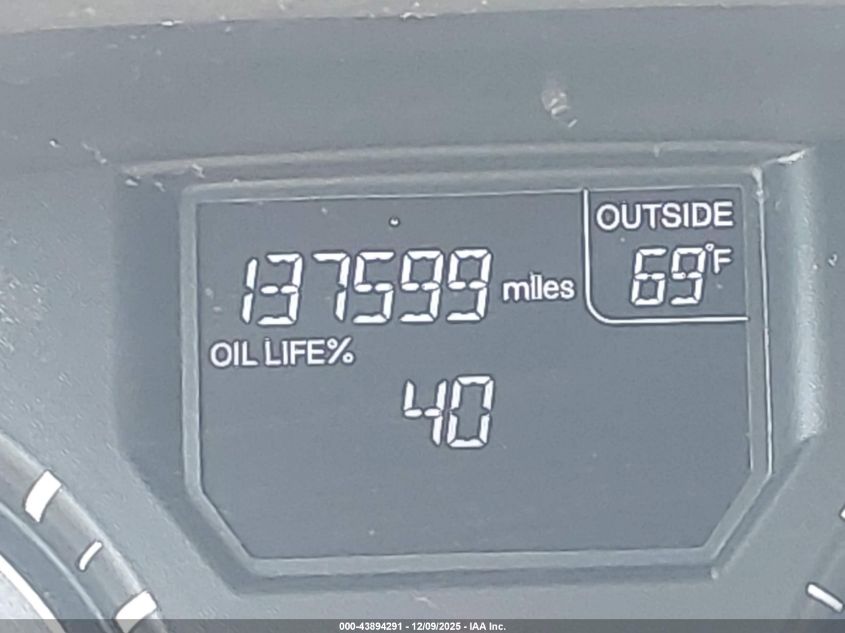 OUTSIDE
137599 miles
69°F
OIL LIFE%
40
000-43894291 - 12/09/2025 - IAA Inc.